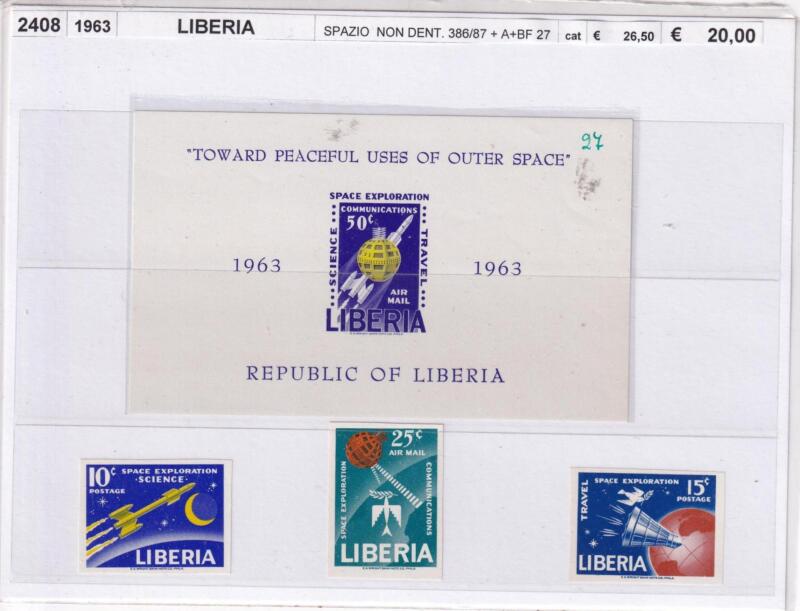 2408 1963 LIBERIA SPAZIO NON DENT. 386/87 + A+BF 27 cat € 26,50 € 20,00
27
"TOWARD PEACEFUL USES OF OUTER SPACE"
SPACE EXPLORATION
COMMUNICATIONS
50¢
SCIENCE
TRAVEL
1963
1963
AIR
MAIL
LIBERIA
REPUBLIC OF LIBERIA
10¢
SPACE EXPLORATION
·SCIENCE·
POSTAGE
LIBERIA
25¢
AIR MAIL
SPACE EXPLORATION
COMMUNICATIONS
LIBERIA
TRAVEL
SPACE EXPLORATION
15¢
POSTAGE
LIBERIA